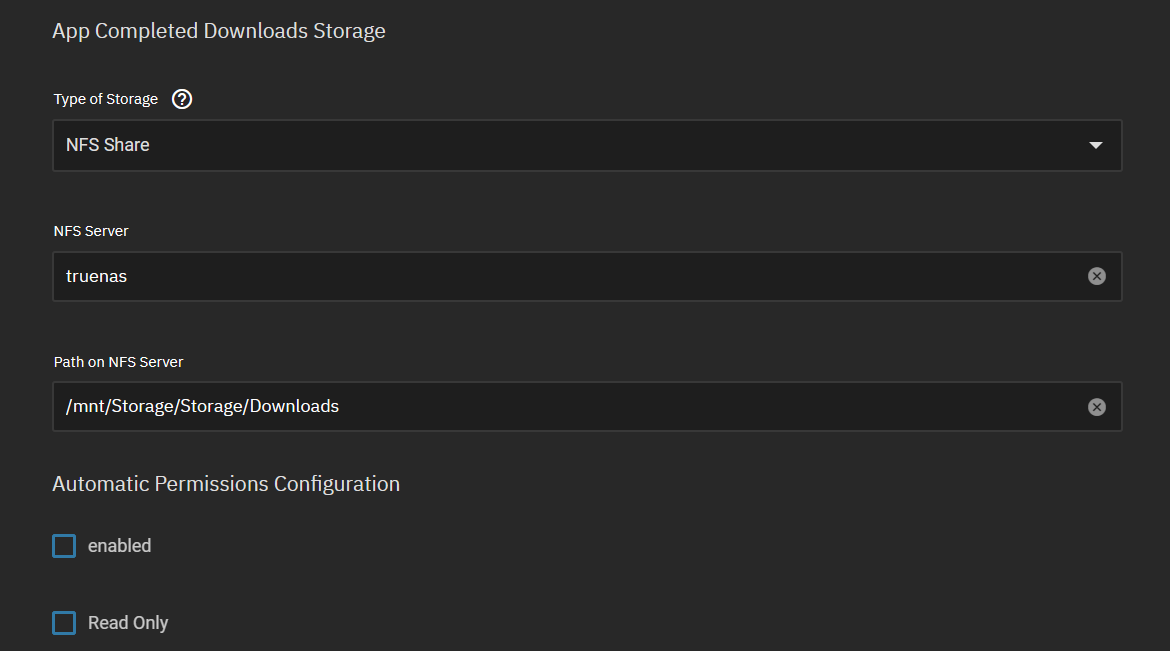 App Completed Downloads Storage
Type of Storage
NFS Share
NFS Server
truenas
Path on NFS Server
/mnt/Storage/Storage/Downloads
Automatic Permissions Configuration
enabled
Read Only